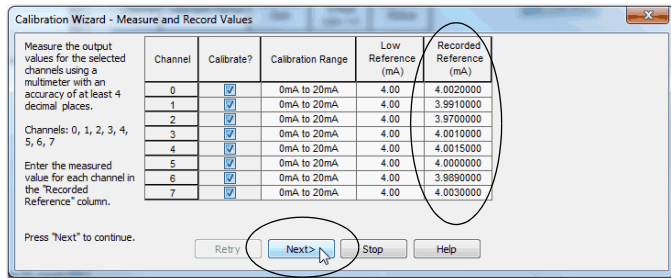 Calibration Wizard - Measure and Record Values
Measure the output
values for the selected
channels using a
multimeter with an
accuracy of at least 4
decimal places.
Channels: 0, 1, 2, 3, 4,
5, 6, 7
Enter the measured
value for each channel in
the "Recorded
Reference" column.
Press "Next" to continue.
Channel Calibrate? Calibration Range Low Reference (mA) Recorded Reference (mA)
0 0mA to 20mA 4.00 4.0020000
1 0mA to 20mA 4.00 3.9910000
2 0mA to 20mA 4.00 3.9700000
3 0mA to 20mA 4.00 4.0010000
4 0mA to 20mA 4.00 4.0015000
5 0mA to 20mA 4.00 4.0000000
6 0mA to 20mA 4.00 3.9890000
7 0mA to 20mA 4.00 4.0030000
Retry Next> Stop Help